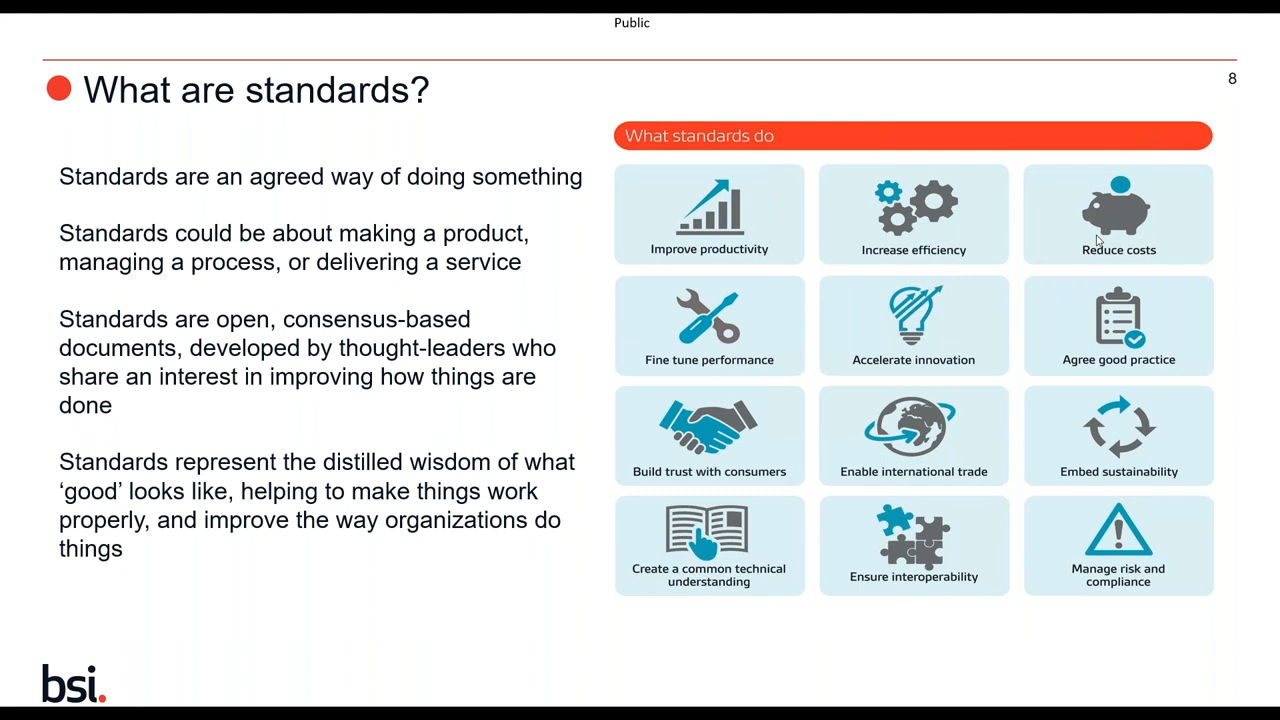 Public
8
What are standards?
Standards are an agreed way of doing something
Standards could be about making a product,
managing a process, or delivering a service
Standards are open, consensus-based
documents, developed by thought-leaders who
share an interest in improving how things are
done
Standards represent the distilled wisdom of what
‘good’ looks like, helping to make things work
properly, and improve the way organizations do
things
What standards do
Improve productivity
Increase efficiency
Reduce costs
Fine tune performance
Accelerate innovation
Agree good practice
Build trust with consumers
Enable international trade
Embed sustainability
Create a common technical
understanding
Ensure interoperability
Manage risk and
compliance
bsi.